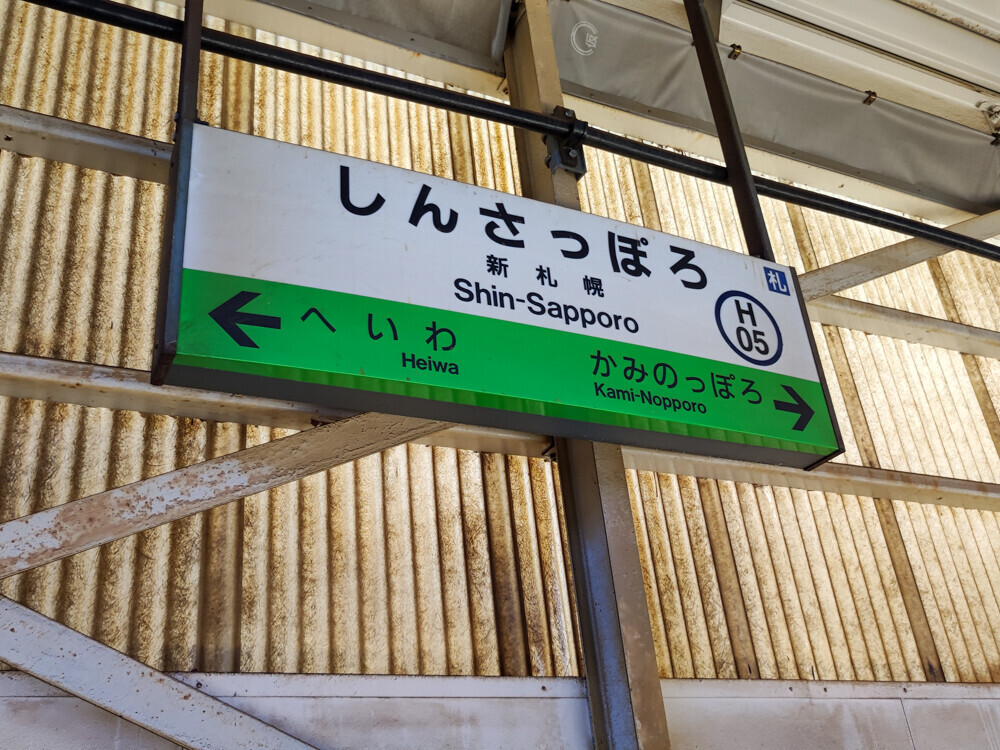 しんさっぽろ
新札幌
Shin-Sapporo
札
H
05
へいわ
Heiwa
かみのっぽろ
Kami-Nopporo